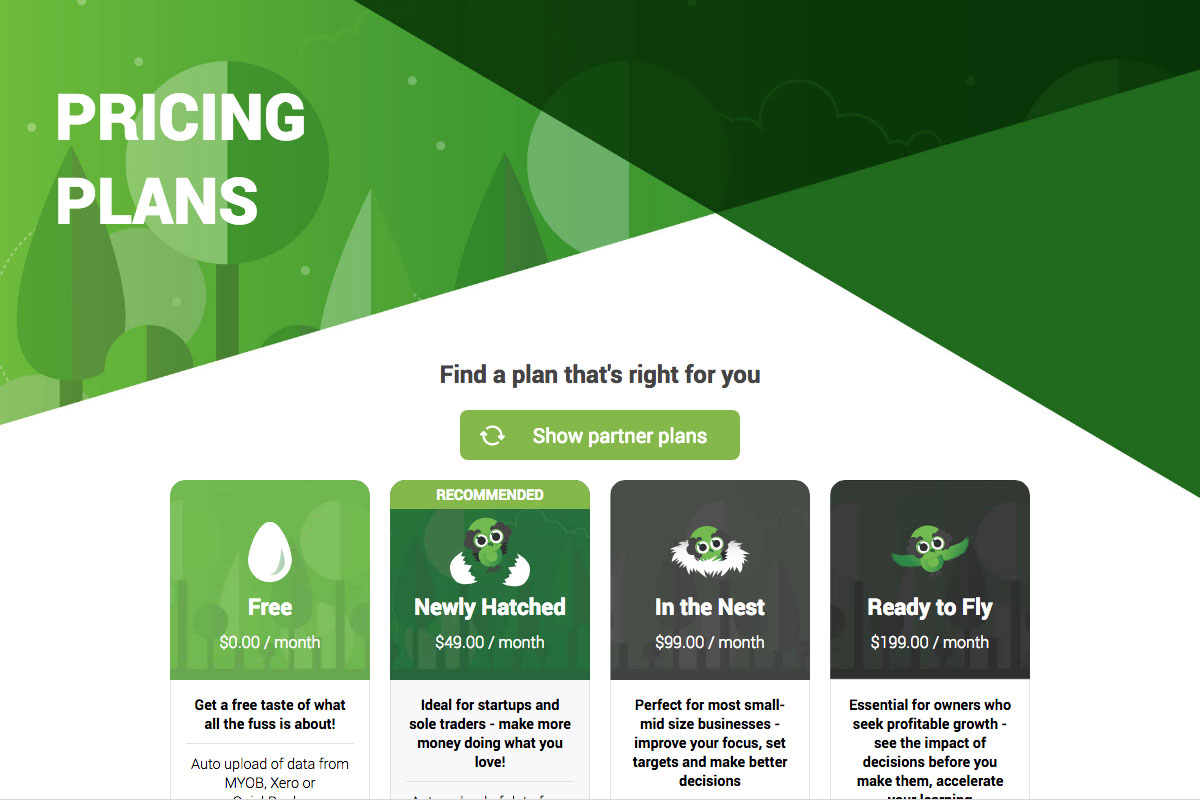 PRICING
PLANS
Find a plan that's right for you
Show partner plans
Free
$0.00 / month
Get a free taste of what
all the fuss is about!
Auto upload of data from
MYOB, Xero or
RECOMMENDED
Newly Hatched
$49.00 / month
Ideal for startups and
sole traders - make more
money doing what you
love!
In the Nest
$99.00 / month
Perfect for most small-
mid size businesses -
improve your focus, set
targets and make better
decisions
Ready to Fly
$199.00 / month
Essential for owners who
seek profitable growth -
see the impact of
decisions before you
make them, accelerate
your learning